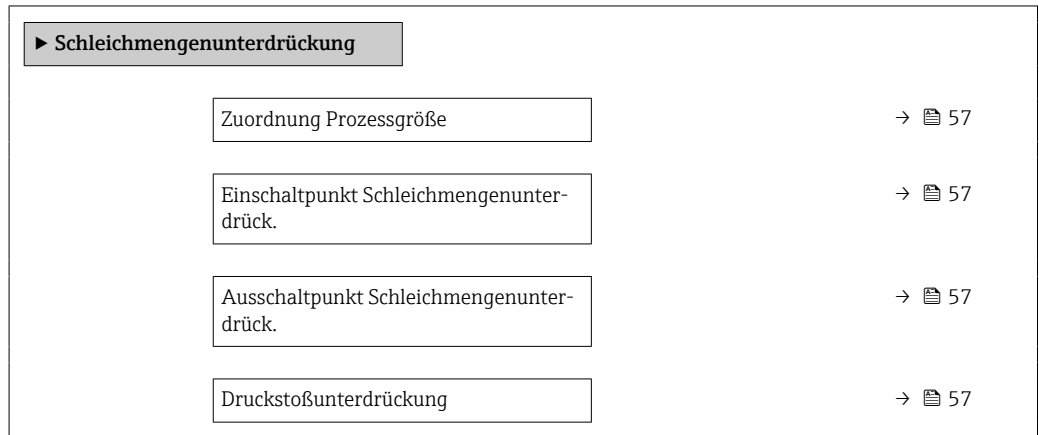 ▶ Schleichmengenunterdrückung
Zuordnung Prozessgröße → 57
Einschaltpunkt Schleichmengenunter-
drück. → 57
Ausschaltpunkt Schleichmengenunter-
drück. → 57
Druckstoßunterdrückung → 57